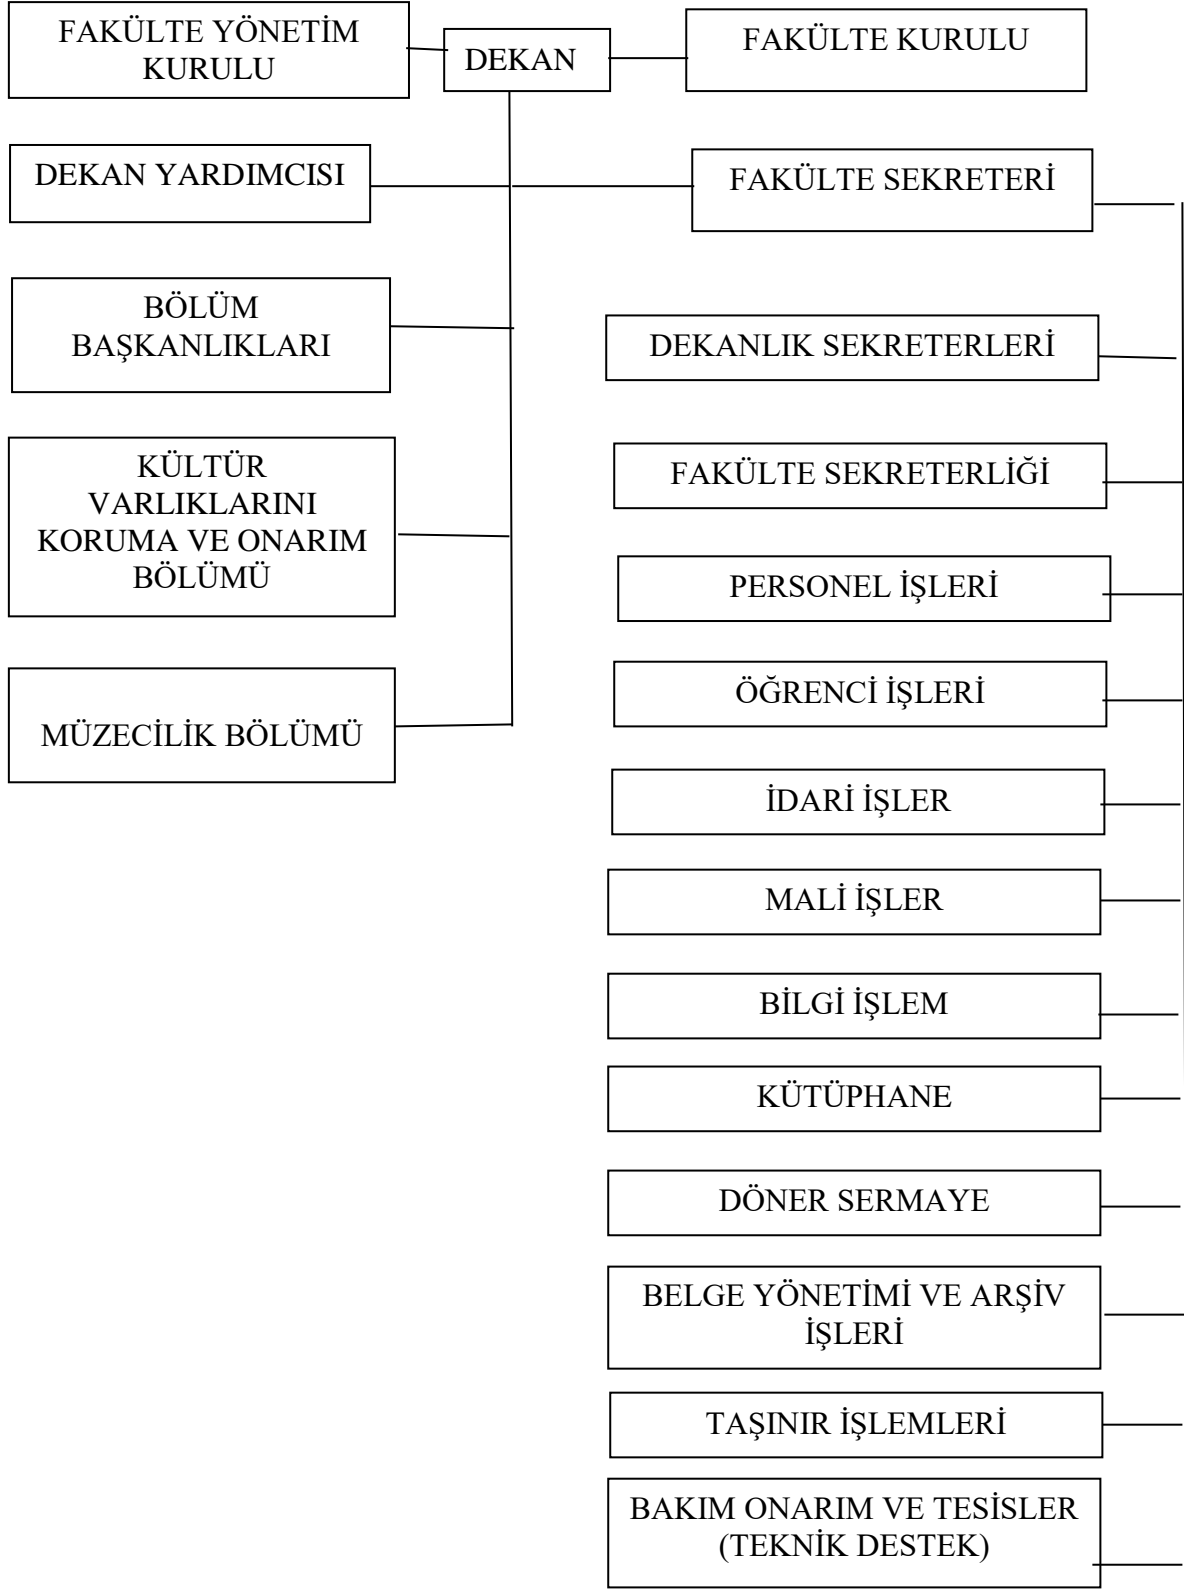 FAKÜLTE YÖNETİM
KURULU
DEKAN
FAKÜLTE KURULU
DEKAN YARDIMCISI
FAKÜLTE SEKRETERİ
BÖLÜM
BAŞKANLIKLARI
DEKANLIK SEKRETERLERİ
KÜLTÜR
VARLIKLARINI
KORUMA VE ONARIM
BÖLÜMÜ
FAKÜLTE SEKRETERLİĞİ
PERSONEL İŞLERİ
MÜZECİLİK BÖLÜMÜ
ÖĞRENCİ İŞLERİ
İDARİ İŞLER
MALİ İŞLER
BİLGİ İŞLEM
KÜTÜPHANE
DÖNER SERMAYE
BELGE YÖNETİMİ VE ARŞİV
İŞLERİ
TAŞINIR İŞLEMLERİ
BAKIM ONARIM VE TESİSLER
(TEKNİK DESTEK)